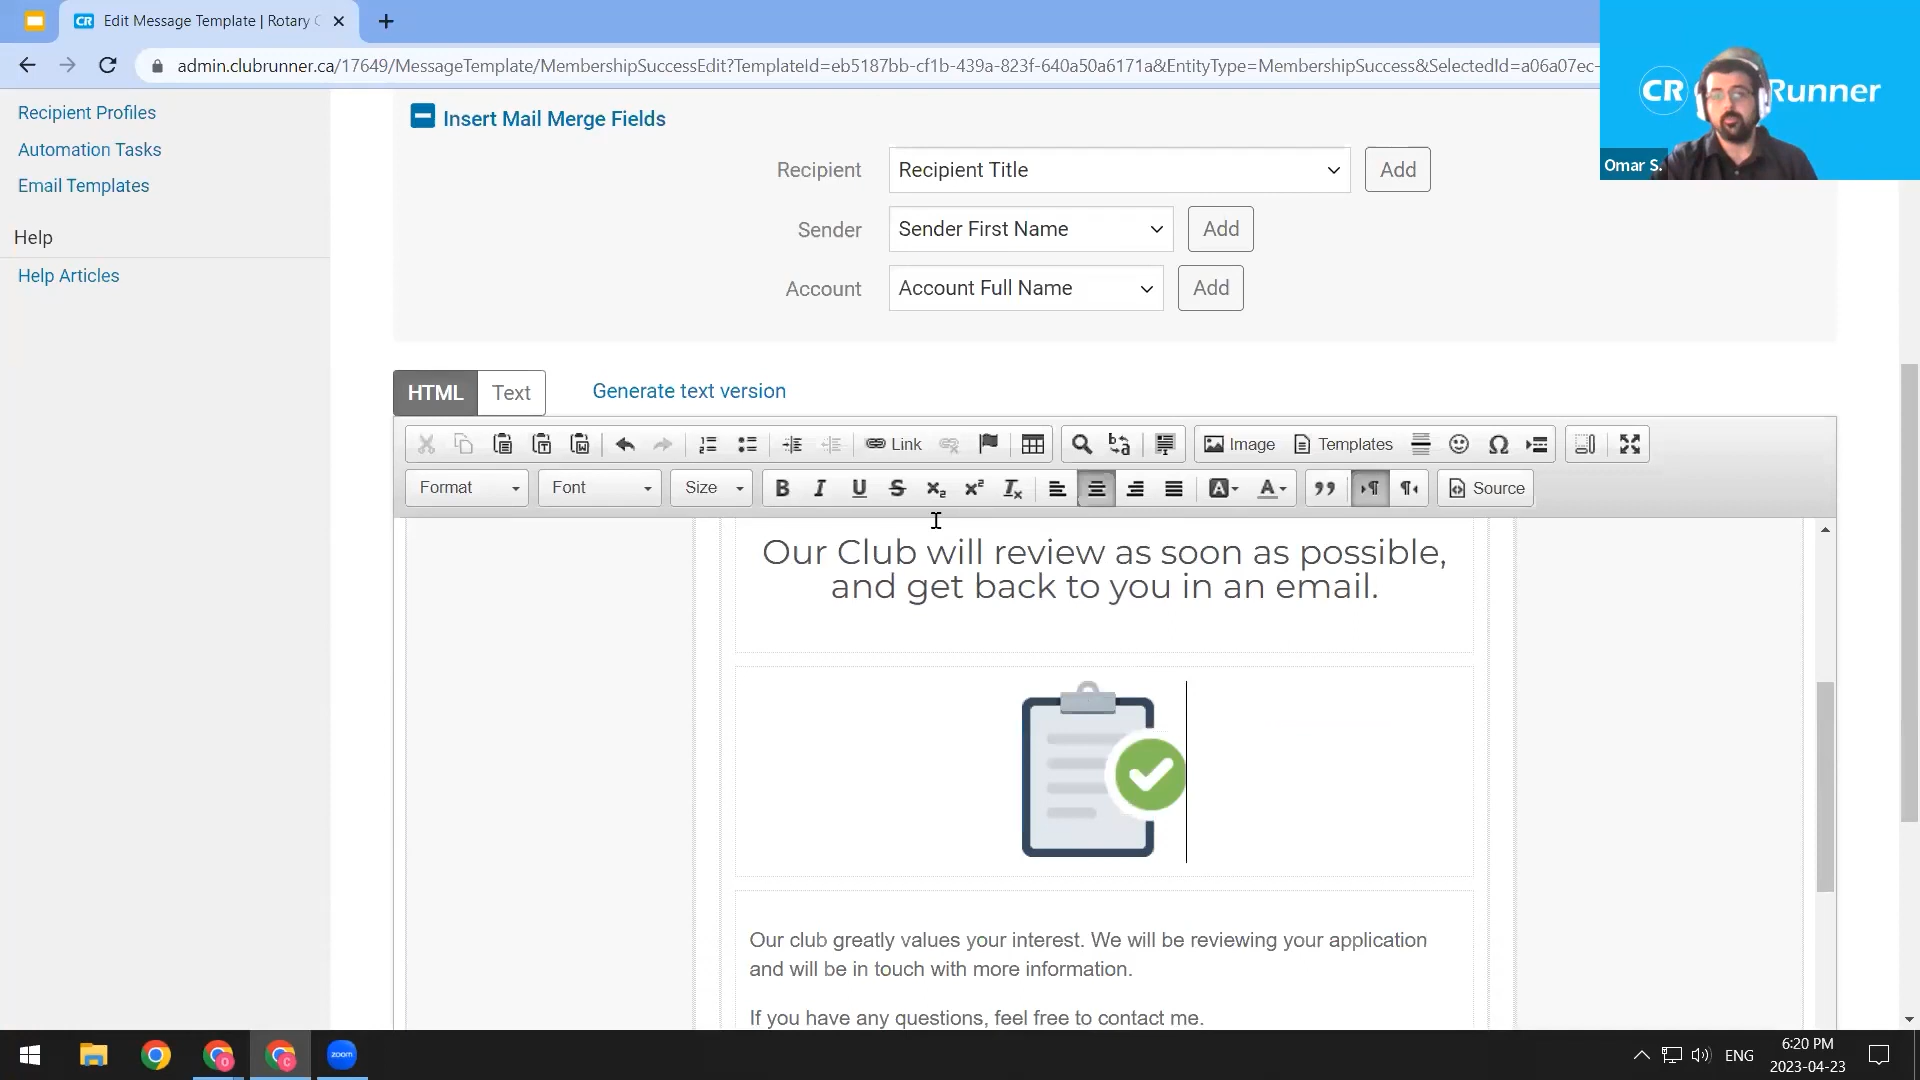 CR Edit Message Template | Rotary C
admin.clubrunner.ca/17649/MessageTemplate/MembershipSuccessEdit?TemplateId=eb5187bb-cf1b-439a-823f-640a50a6171a&EntityType=MembershipSuccess&SelectedId=a06a07ec-
CR Runner
Omar S.
Recipient Profiles
Automation Tasks
Email Templates
Help
Help Articles
Insert Mail Merge Fields
Recipient Recipient Title Add
Sender Sender First Name Add
Account Account Full Name Add
HTML Text Generate text version
Link Image Templates
Format Font Size Source
Our Club will review as soon as possible,
and get back to you in an email.
Our club greatly values your interest. We will be reviewing your application
and will be in touch with more information.
If you have any questions, feel free to contact me.
zoom
ENG
6:20 PM
2023-04-23